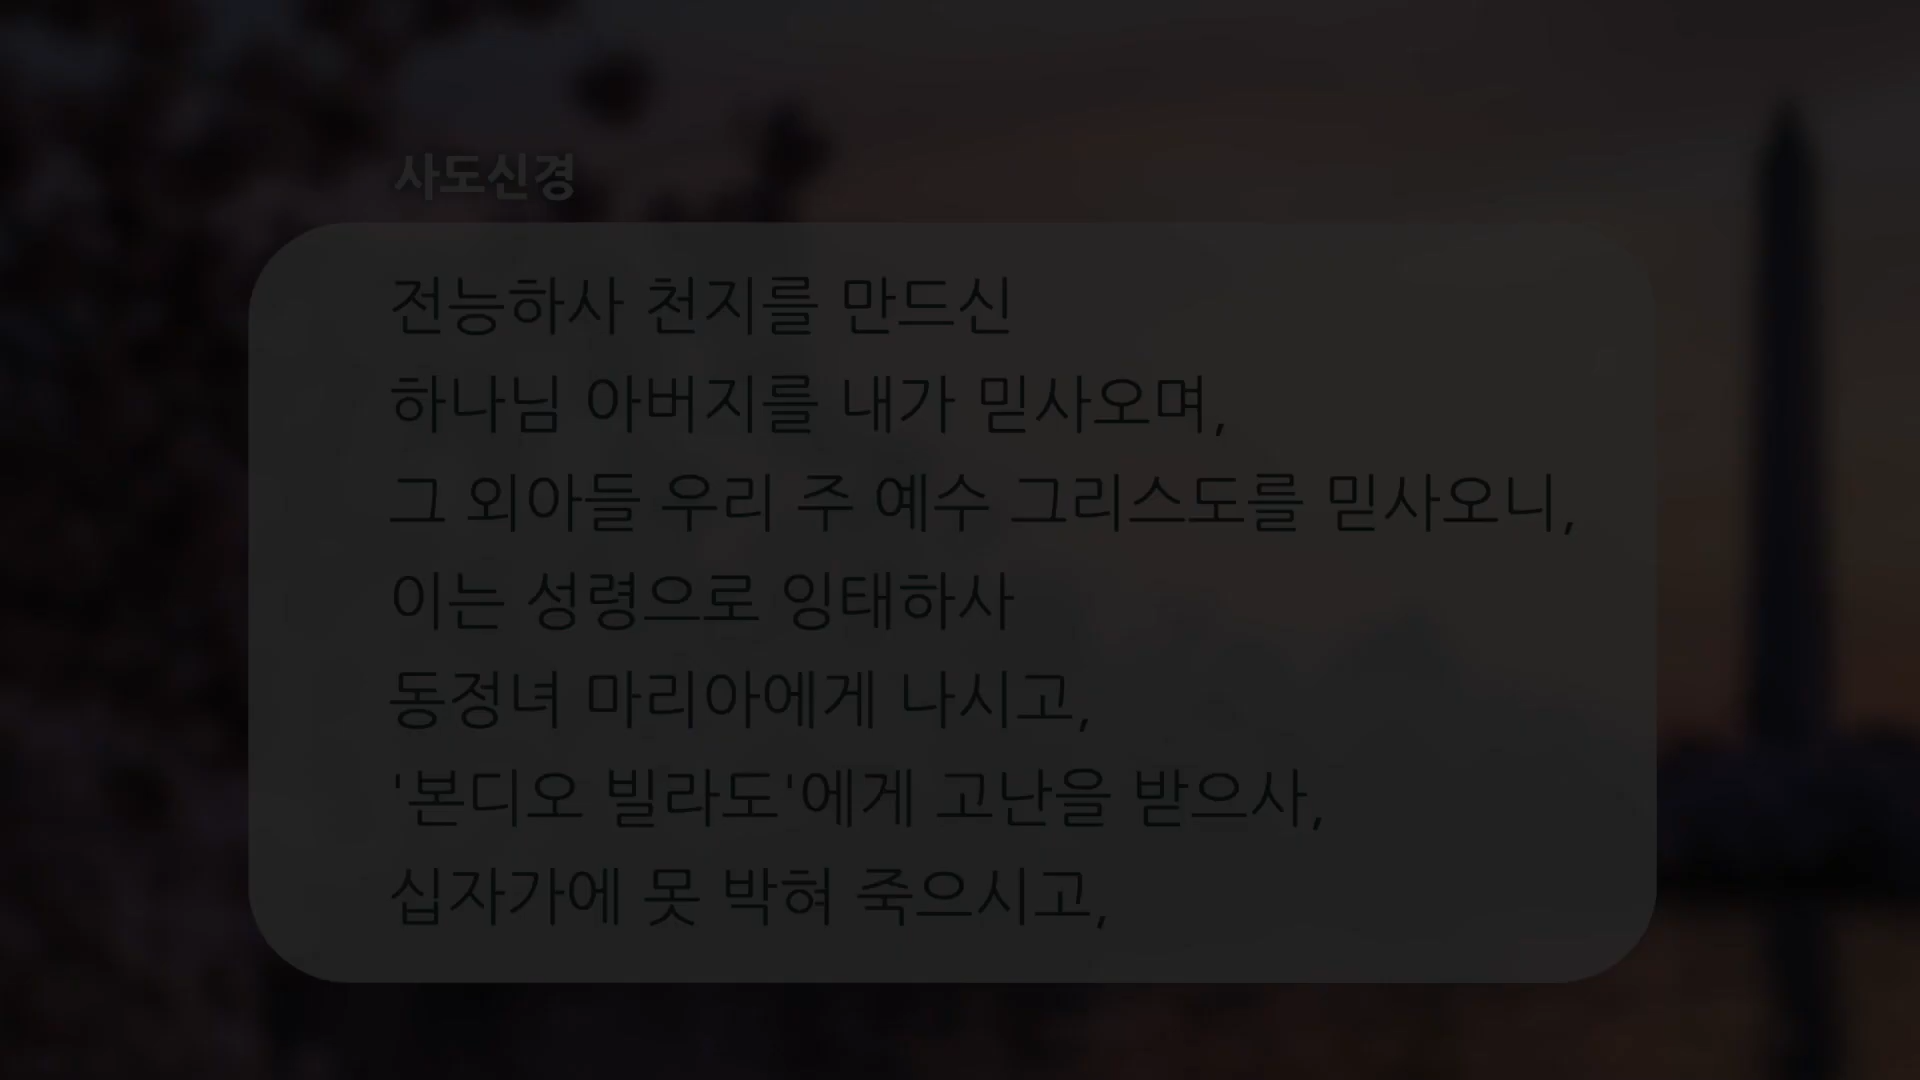 사도신경
전능하사 천지를 만드신
하나님 아버지를 내가 믿사오며,
그 외아들 우리 주 예수 그리스도를 믿사오니,
이는 성령으로 잉태하사
동정녀 마리아에게 나시고,
'본디오 빌라도'에게 고난을 받으사,
십자가에 못 박혀 죽으시고,